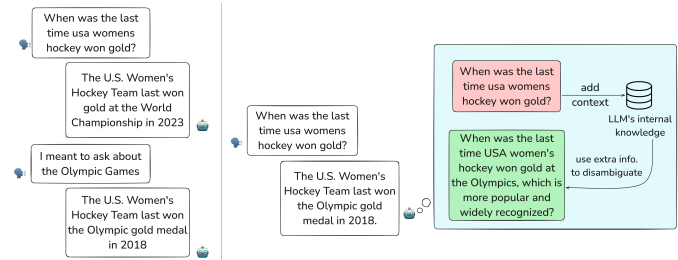 When was the last
time usa womens
hockey won gold?
The U.S. Women's
Hockey Team last won
gold at the World
Championship in 2023
I meant to ask about
the Olympic Games
The U.S. Women's
Hockey Team last won
the Olympic gold medal
in 2018
When was the last
time usa womens
hockey won gold?
The U.S. Women's
Hockey Team last won
the Olympic gold
medal in 2018.
When was the last
time usa womens
hockey won gold?
add
context
LLM's internal
knowledge
When was the last
time USA women's
hockey won gold at
the Olympics, which is
more popular and
widely recognized?
use extra info.
to disambiguate